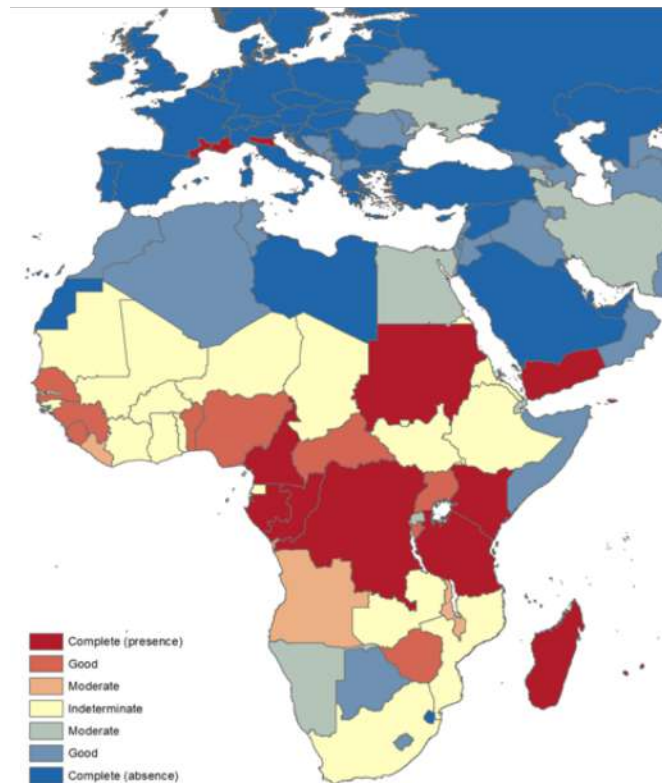 Complete (presence)
Good
Moderate
Indeterminate
Moderate
Good
Complete (absence)